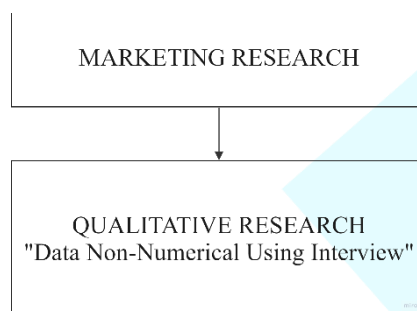 MARKETING RESEARCH
QUALITATIVE RESEARCH
"Data Non-Numerical Using Interview"